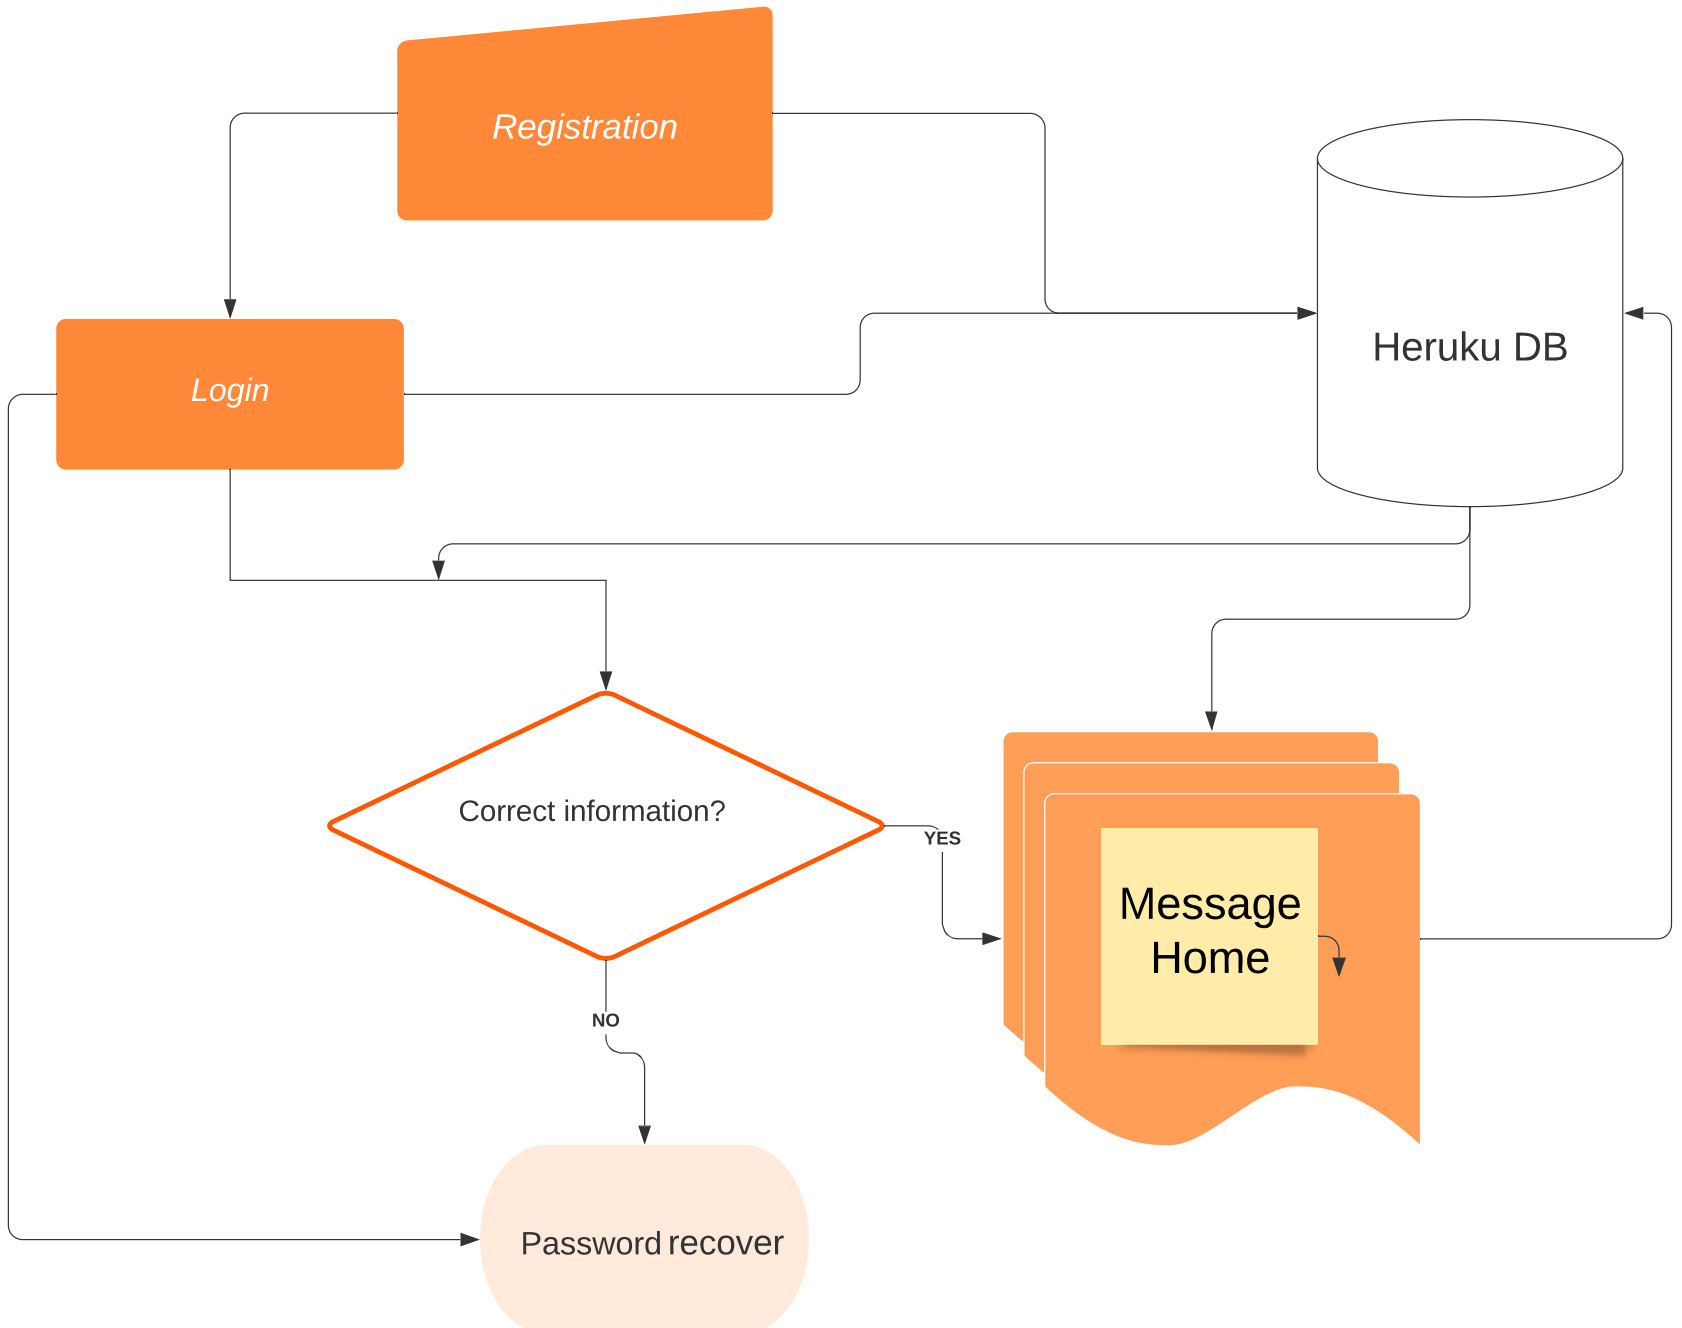 Registration
Heruku DB
Login
Correct information?
YES
Message
Home
NO
Password recover